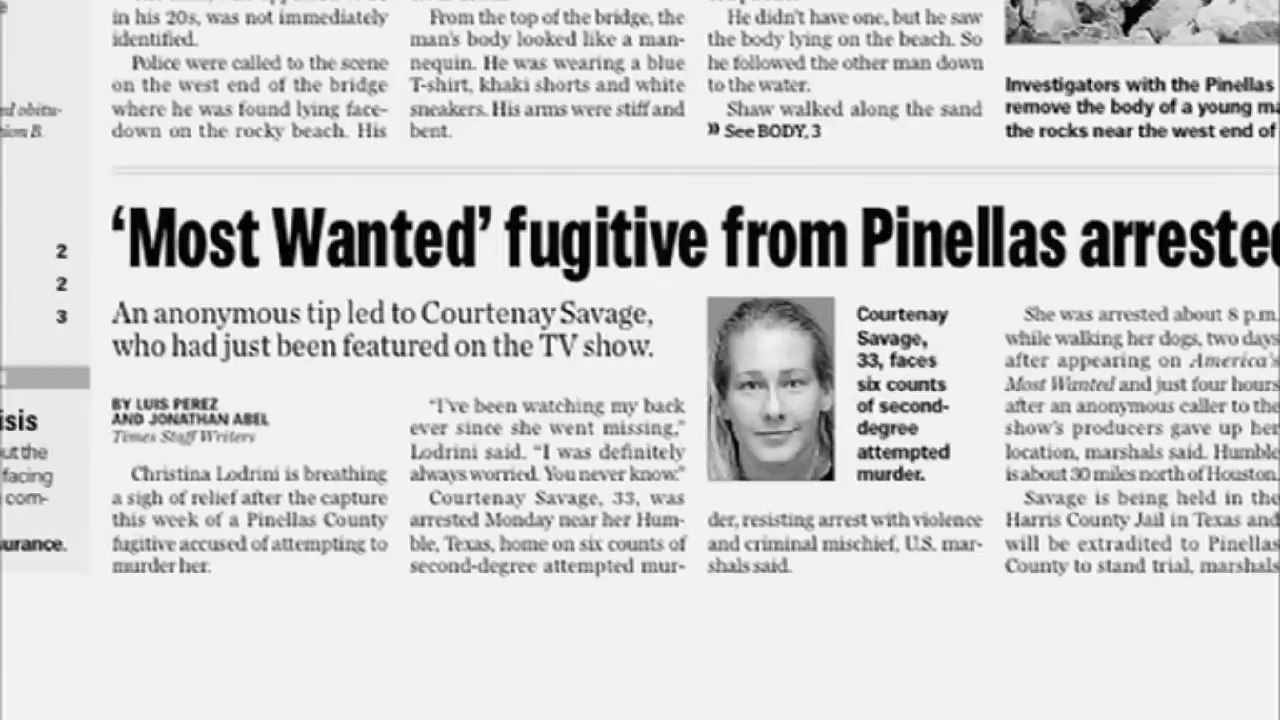 in his 20s, was not immediately
identified.
Police were called to the scene
on the west end of the bridge
where he was found lying face-
down on the rocky beach. His
From the top of the bridge, the
man's body looked like a man-
nequin. He was wearing a blue
T-shirt, khaki shorts and white
sneakers. His arms were stiff and
bent.
He didn't have one, but he saw
the body lying on the beach. So
he followed the other man down
to the water.
Shaw walked along the sand
» See BODY, 3
Investigators with the Pinellas
remove the body of a young ma
the rocks near the west end of
ed obitu-
ion B.
2
2
3
isis
ut the
facing
com-
urance.
‘Most Wanted’ fugitive from Pinellas arrested
An anonymous tip led to Courtenay Savage,
who had just been featured on the TV show.
BY LUIS PEREZ
AND JONATHAN ABEL
Times Staff Writers
Christina Lodrini is breathing
a sigh of relief after the capture
this week of a Pinellas County
fugitive accused of attempting to
murder her.
“I've been watching my back
ever since she went missing,”
Lodrini said. “I was definitely
always worried. You never know.”
Courtenay Savage, 33, was
arrested Monday near her Hum-
ble, Texas, home on six counts of
second-degree attempted mur-
Courtenay
Savage,
33, faces
six counts
of second-
degree
attempted
murder.
der, resisting arrest with violence
and criminal mischief, U.S. mar-
shals said.
She was arrested about 8 p.m.
while walking her dogs, two days
after appearing on America's
Most Wanted and just four hours
after an anonymous caller to the
show's producers gave up her
location, marshals said. Humble
is about 30 miles north of Houston.
Savage is being held in the
Harris County Jail in Texas and
will be extradited to Pinellas
County to stand trial, marshals